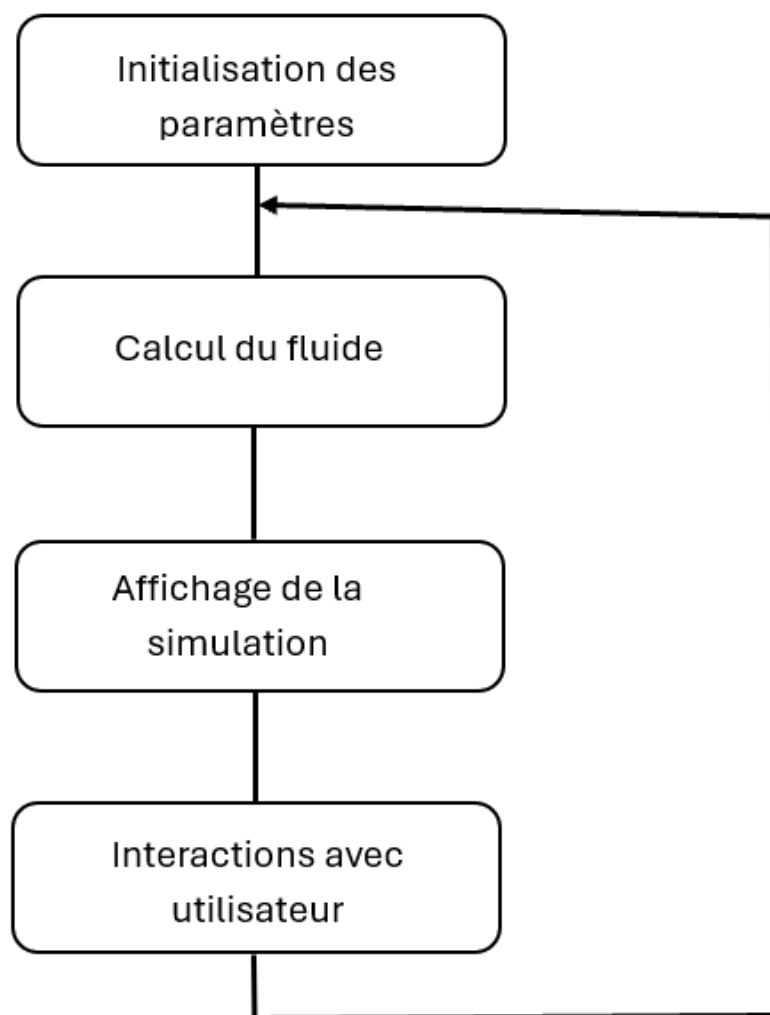 Initialisation des
paramètres
Calcul du fluide
Affichage de la
simulation
Interactions avec
utilisateur